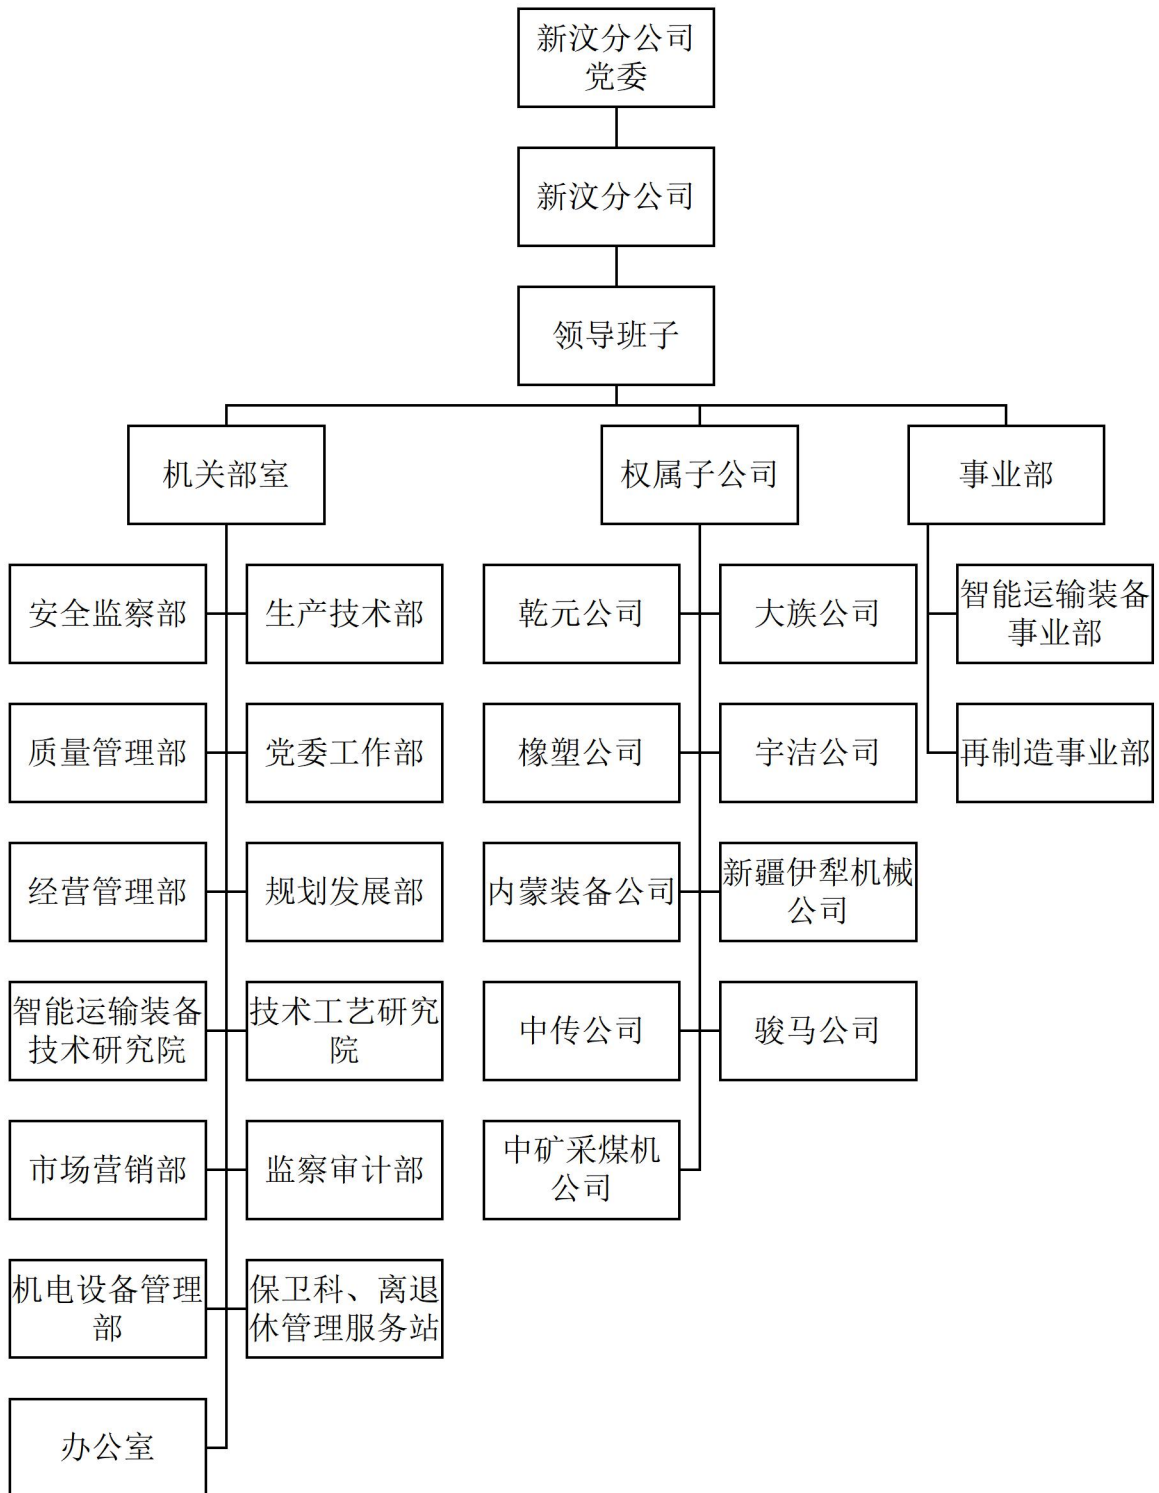 新汶分公司
党委
新汶分公司
领导班子
机关部室
权属子公司
事业部
安全监察部
生产技术部
乾元公司
大族公司
智能运输装备
事业部
质量管理部
党委工作部
橡塑公司
宇洁公司
再制造事业部
经营管理部
规划发展部
内蒙装备公司
新疆伊犁机械
公司
智能运输装备
技术研究院
技术工艺研究
院
中传公司
骏马公司
市场营销部
监察审计部
中矿采煤机
公司
机电设备管理
部
保卫科、离退
休管理服务站
办公室